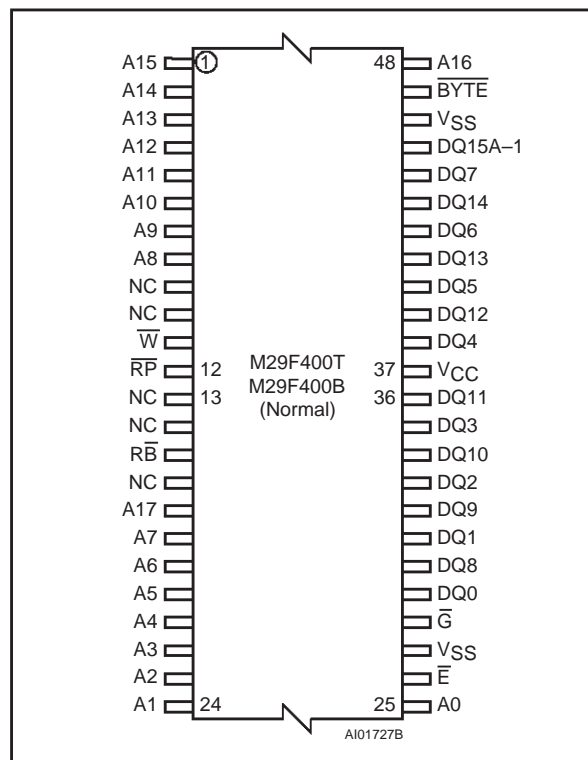 A15 1 48 A16
A14 B̅Y̅T̅E̅
A13 VSS
A12 DQ15A–1
A11 DQ7
A10 DQ14
A9 DQ6
A8 DQ13
NC DQ5
NC DQ12
W̅ DQ4
R̅P̅ 12 M29F400T 37 VCC
NC 13 M29F400B 36 DQ11
(Normal)
NC DQ3
RB̅ DQ10
NC DQ2
A17 DQ9
A7 DQ1
A6 DQ8
A5 DQ0
A4 G̅
A3 VSS
A2 E̅
A1 24 25 A0
AI01727B